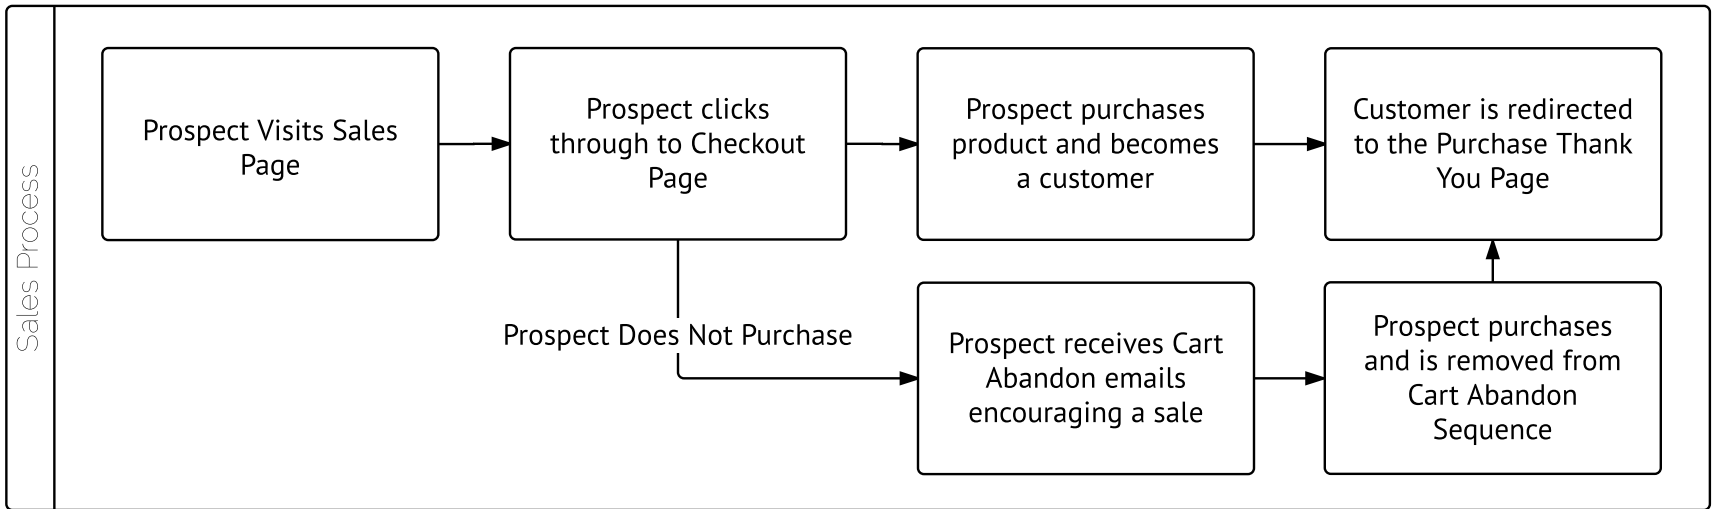 Sales Process
Prospect Visits Sales
Page
Prospect clicks
through to Checkout
Page
Prospect purchases
product and becomes
a customer
Customer is redirected
to the Purchase Thank
You Page
Prospect Does Not Purchase
Prospect receives Cart
Abandon emails
encouraging a sale
Prospect purchases
and is removed from
Cart Abandon
Sequence